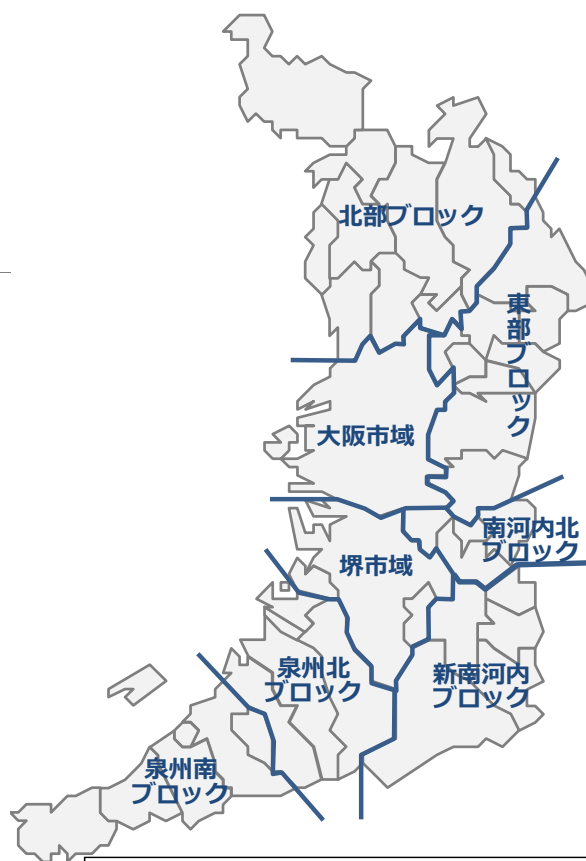 北部ブロック
東部ブロック
大阪市域
南河内北
ブロック
堺市域
泉州北
ブロック
新南河内
ブロック
泉州南
ブロック